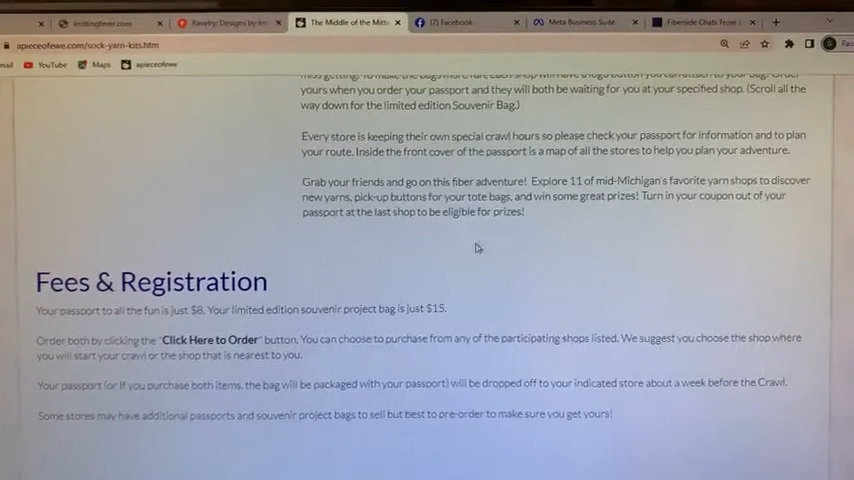 knittingfever.com
Ravelry: Designs by
The Middle of the Mitte
(7) Facebook
Meta Business Suite
Fiberside Chats From
apieceofewe.com/sock-yarn-kits.htm
mail YouTube Maps apieceofewe
yours when you order your passport and they will both be waiting for you at your specified shop. (Scroll all the
way down for the limited edition Souvenir Bag.)
Every store is keeping their own special crawl hours so please check your passport for information and to plan
your route. Inside the front cover of the passport is a map of all the stores to help you plan your adventure.
Grab your friends and go on this fiber adventure! Explore 11 of mid-Michigan's favorite yarn shops to discover
new yarns, pick-up buttons for your tote bags, and win some great prizes! Turn in your coupon out of your
passport at the last shop to be eligible for prizes!
Fees & Registration
Your passport to all the fun is just $8. Your limited edition souvenir project bag is just $15.
Order both by clicking the "Click Here to Order" button. You can choose to purchase from any of the participating shops listed. We suggest you choose the shop where
you will start your crawl or the shop that is nearest to you.
Your passport (or If you purchase both items, the bag will be packaged with your passport) will be dropped off to your indicated store about a week before the Crawl.
Some stores may have additional passports and souvenir project bags to sell but best to pre-order to make sure you get yours!